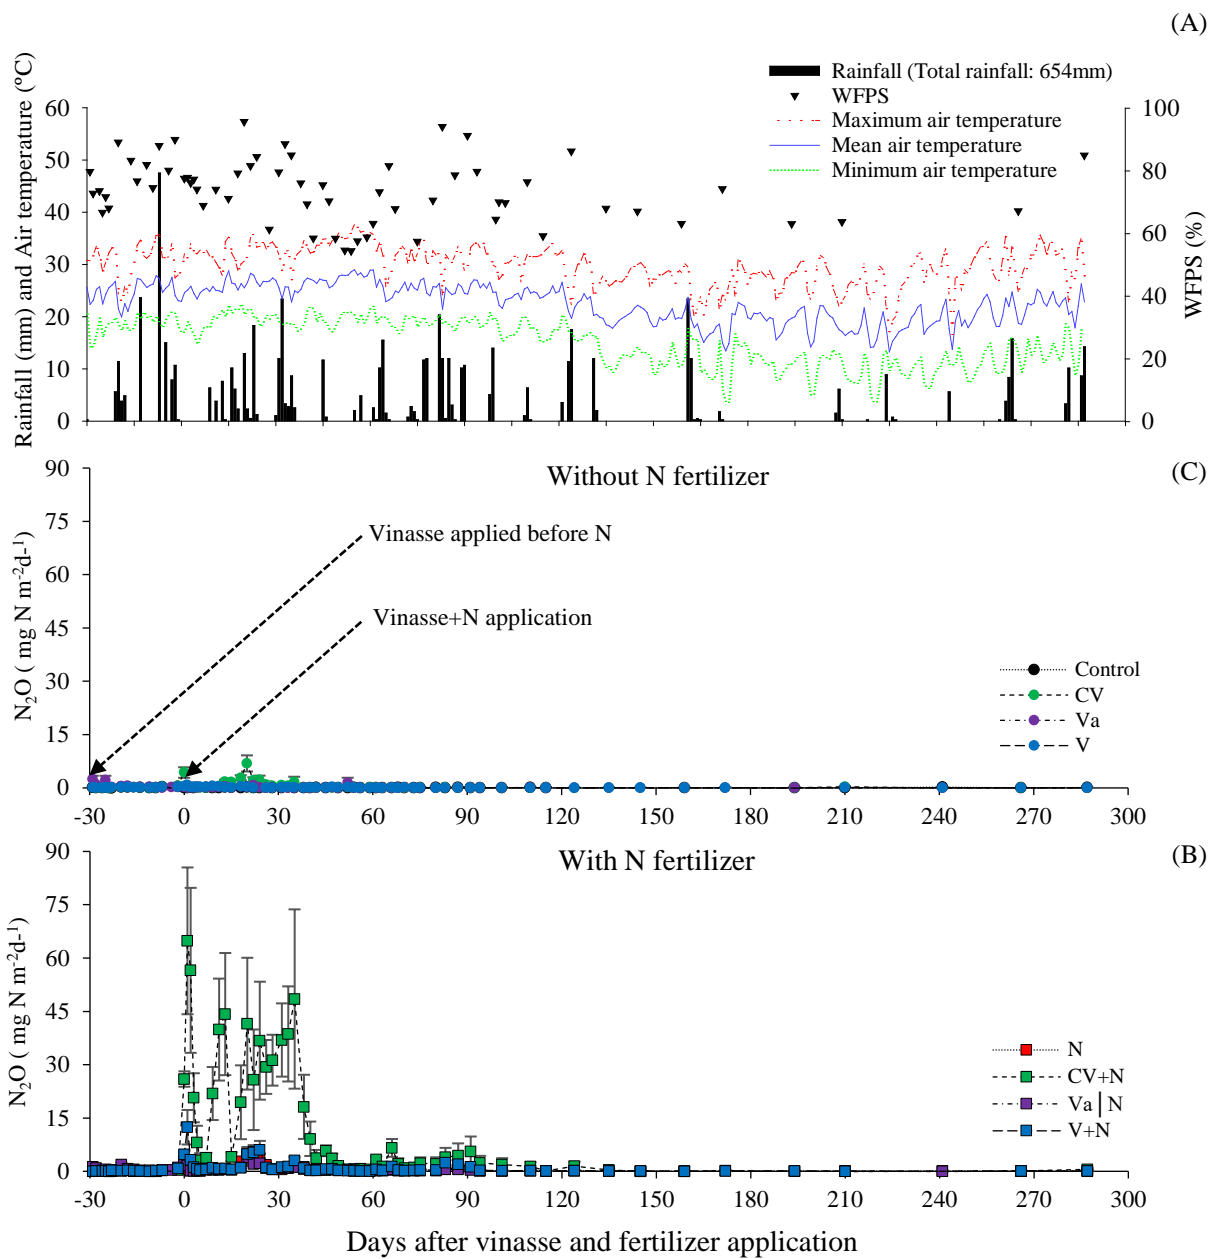 (A)
Rainfall (mm) and Air temperature (ºC)
WFPS (%)
Rainfall (Total rainfall: 654mm)
WFPS
Maximum air temperature
Mean air temperature
Minimum air temperature
60
50
40
30
20
10
0
100
80
60
40
20
0
Without N fertilizer
(C)
N₂O ( mg N m⁻²d⁻¹)
90
75
60
45
30
15
0
Vinasse applied before N
Vinasse+N application
Control
CV
Va
V
-30 0 30 60 90 120 150 180 210 240 270 300
With N fertilizer
(B)
N₂O ( mg N m⁻²d⁻¹)
90
75
60
45
30
15
0
N
CV+N
Va | N
V+N
-30 0 30 60 90 120 150 180 210 240 270 300
Days after vinasse and fertilizer application